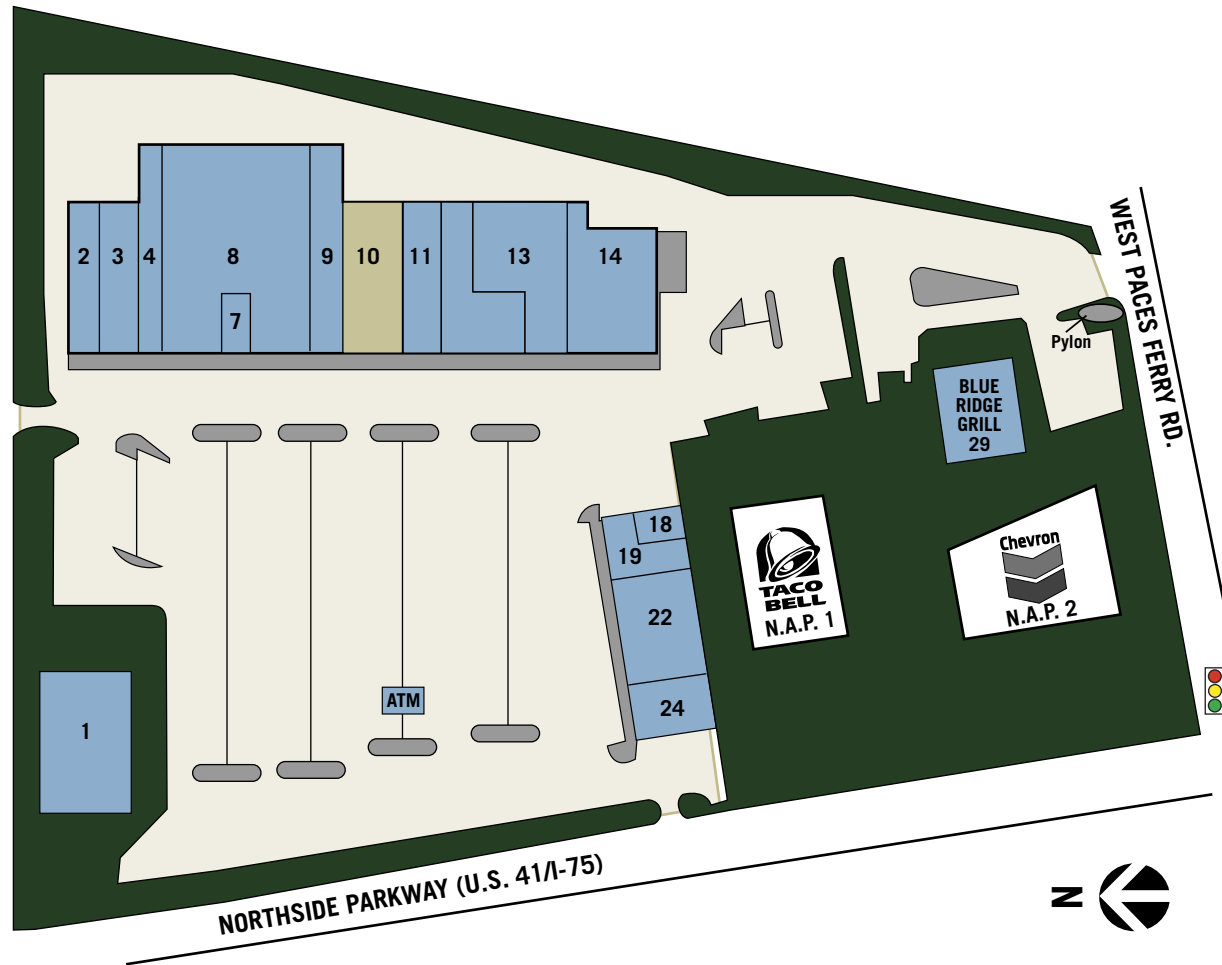 2
3
4
8
9
10
11
13
14
7
WEST PACES FERRY RD.
Pylon
BLUE
RIDGE
GRILL
29
18
19
22
24
TACO
BELL
N.A.P. 1
Chevron
N.A.P. 2
ATM
1
NORTHSIDE PARKWAY (U.S. 41/I-75)
N